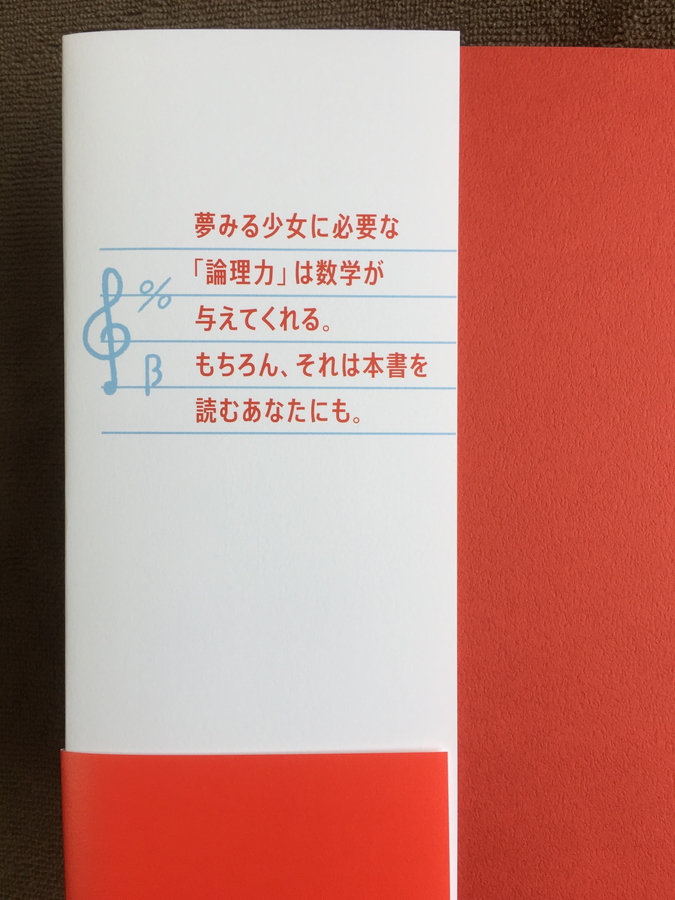 夢みる少女に必要な
「論理力」は数学が
与えてくれる。
もちろん、それは本書を
読むあなたにも。
%
β